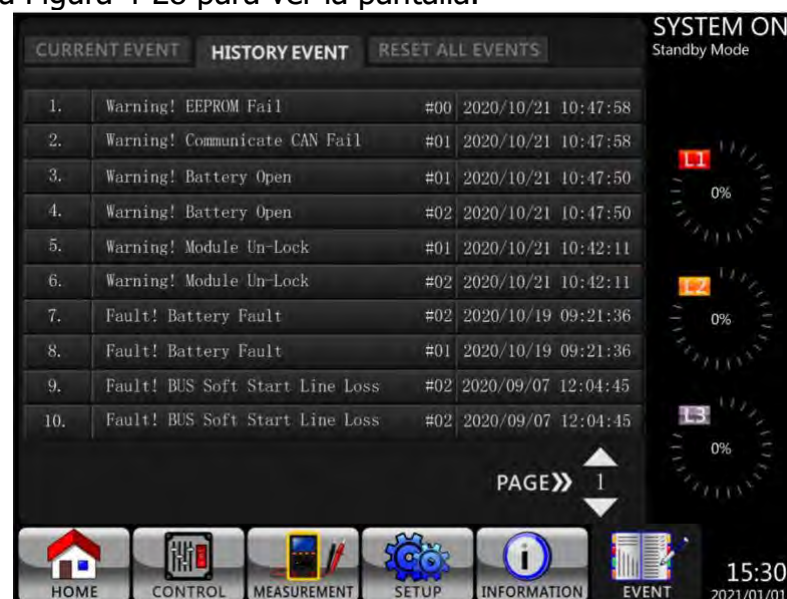 SYSTEM ON
Standby Mode
CURRENT EVENT HISTORY EVENT RESET ALL EVENTS
1. Warning! EEPROM Fail #00 2020/10/21 10:47:58
2. Warning! Communicate CAN Fail #01 2020/10/21 10:47:58
3. Warning! Battery Open #01 2020/10/21 10:47:50
4. Warning! Battery Open #02 2020/10/21 10:47:50
5. Warning! Module Un-Lock #01 2020/10/21 10:42:11
6. Warning! Module Un-Lock #02 2020/10/21 10:42:11
7. Fault! Battery Fault #02 2020/10/19 09:21:36
8. Fault! Battery Fault #01 2020/10/19 09:21:36
9. Fault! BUS Soft Start Line Loss #02 2020/09/07 12:04:45
10. Fault! BUS Soft Start Line Loss #02 2020/09/07 12:04:45
L1
0%
L2
0%
L3
0%
PAGE 1
HOME CONTROL MEASUREMENT SETUP INFORMATION EVENT
15:30
2021/01/01